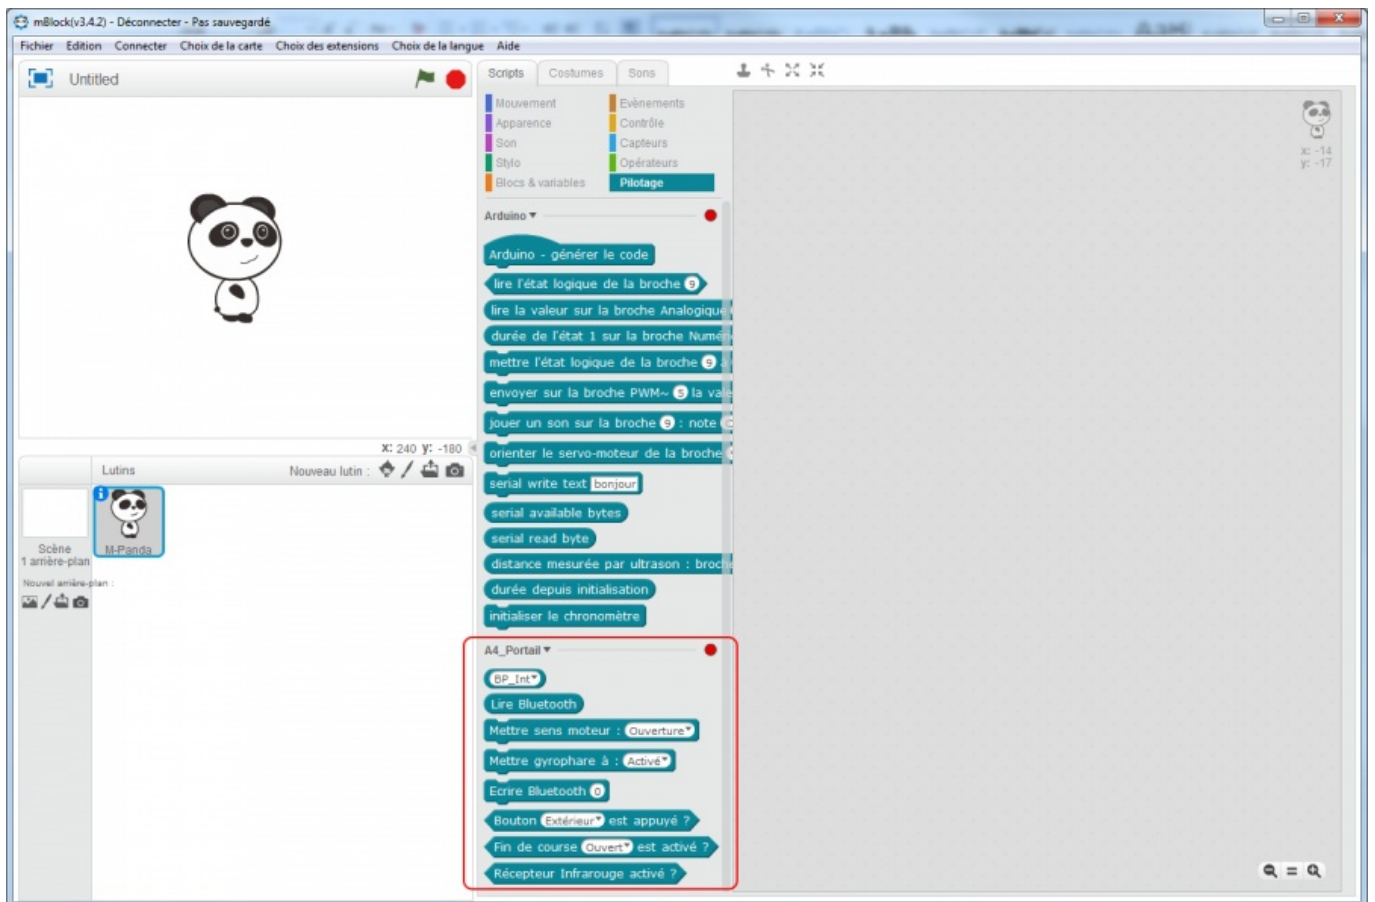 mBlock(v3.4.2) - Déconnecter - Pas sauvegardé
Fichier Edition Connecter Choix de la carte Choix des extensions Choix de la langue Aide
Untitled
Scripts Costumes Sons
Mouvement Evènements
Apparence Contrôle
Son Capteurs
Stylo Opérateurs
Blocs & variables Pilotage
x: -14
y: -17
Arduino
Arduino - générer le code
lire l'état logique de la broche 9
lire la valeur sur la broche Analogique
durée de l'état 1 sur la broche Numé
mettre l'état logique de la broche 9 à
envoyer sur la broche PWM~ 5 la vale
jouer un son sur la broche 9 : note
orienter le servo-moteur de la broche
serial write text bonjour
serial available bytes
serial read byte
distance mesurée par ultrason : broch
durée depuis initialisation
initialiser le chronomètre
A4_Portail
BP_Int
Lire Bluetooth
Mettre sens moteur : Ouverture
Mettre gyrophare à : Activé
Ecrire Bluetooth 0
Bouton Extérieur est appuyé ?
Fin de course Ouvert est activé ?
Récepteur Infrarouge activé ?
X: 240 y: -180
Lutins Nouveau lutin :
Scène
1 arrière-plan
M-Panda
Nouvel arrière-plan :